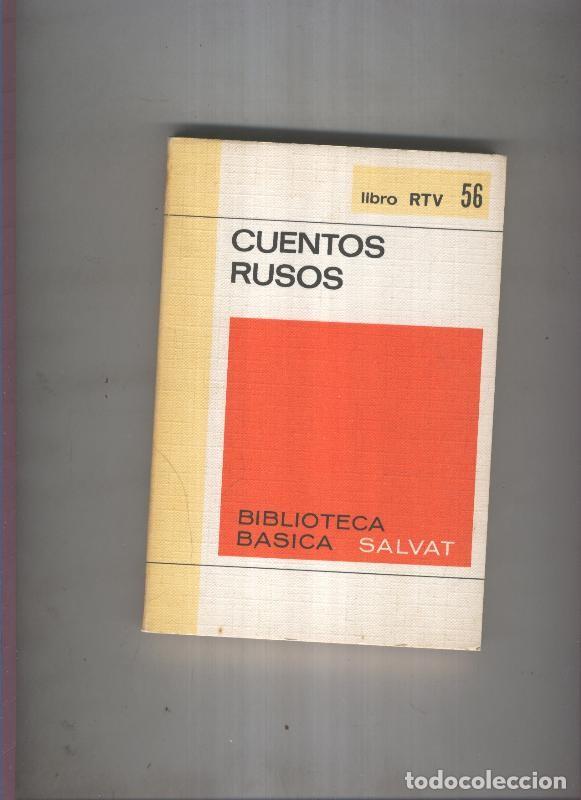 libro RTV 56
CUENTOS
RUSOS
BIBLIOTECA
BASICA SALVAT
todocoleccion